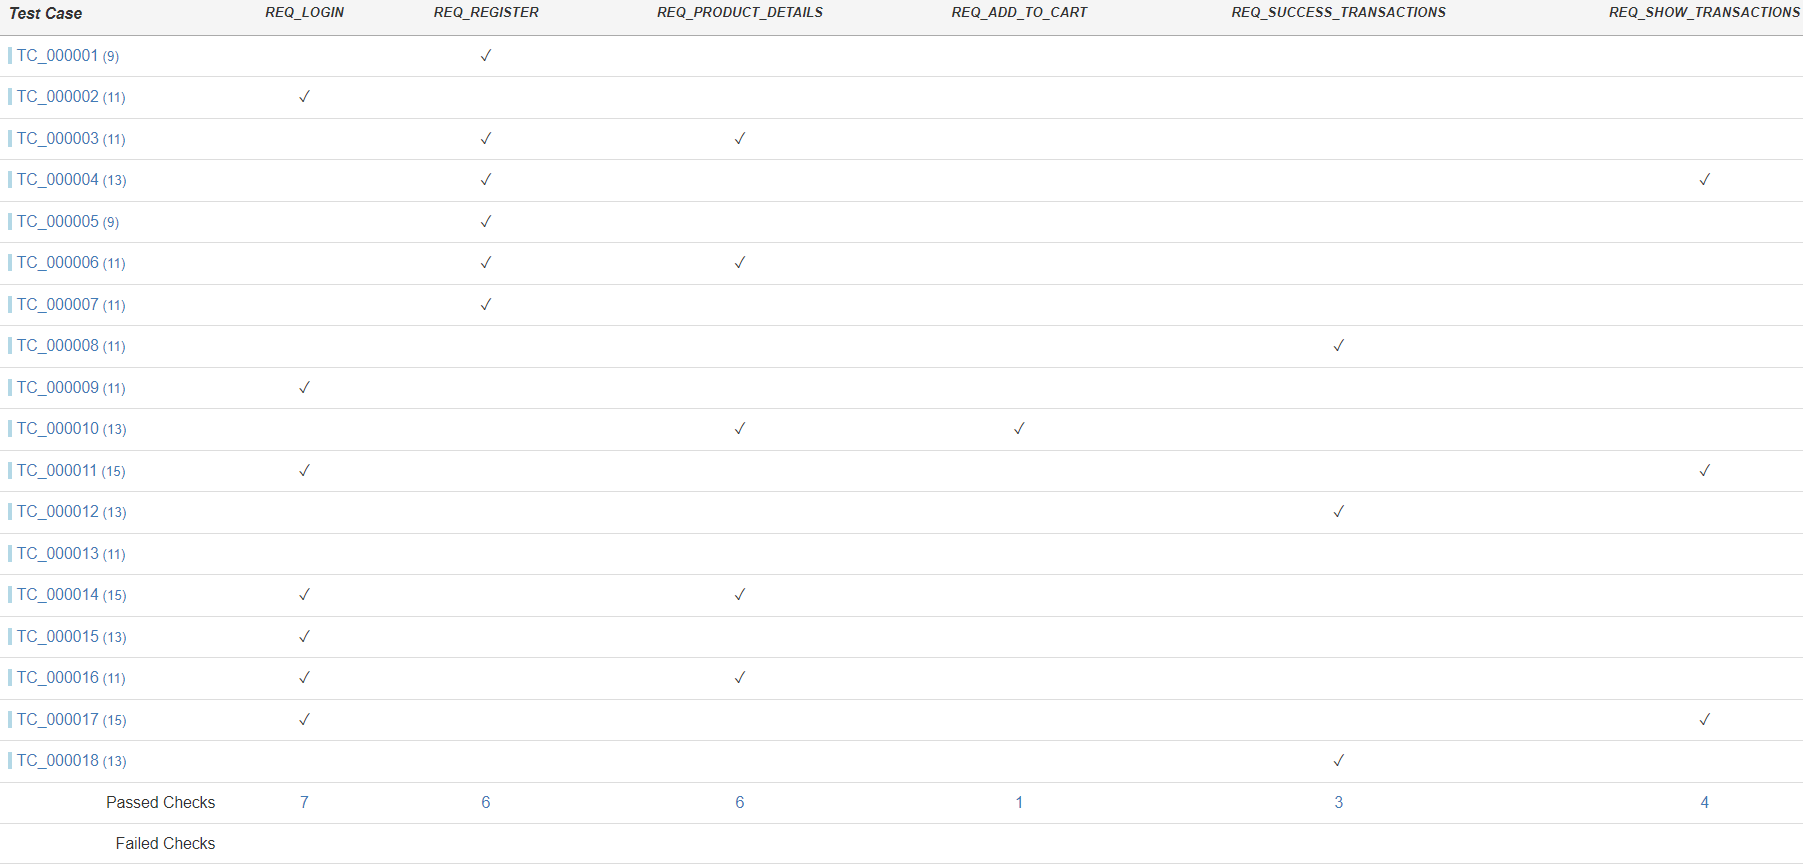 Test Case REQ_LOGIN REQ_REGISTER REQ_PRODUCT_DETAILS REQ_ADD_TO_CART REQ_SUCCESS_TRANSACTIONS REQ_SHOW_TRANSACTIONS
TC_000001 (9) ✓
TC_000002 (11) ✓
TC_000003 (11) ✓ ✓
TC_000004 (13) ✓ ✓
TC_000005 (9) ✓
TC_000006 (11) ✓ ✓
TC_000007 (11) ✓
TC_000008 (11) ✓
TC_000009 (11) ✓
TC_000010 (13) ✓ ✓
TC_000011 (15) ✓ ✓
TC_000012 (13) ✓
TC_000013 (11)
TC_000014 (15) ✓ ✓
TC_000015 (13) ✓
TC_000016 (11) ✓ ✓
TC_000017 (15) ✓ ✓
TC_000018 (13) ✓
Passed Checks 7 6 6 1 3 4
Failed Checks